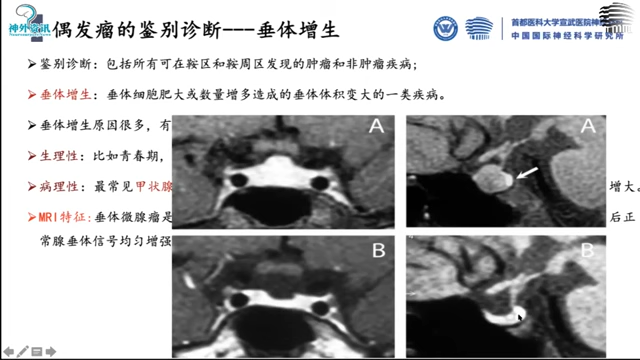 神外资讯
偶发瘤的鉴别诊断---垂体增生
首都医科大学宣武医院神经外科
中国国际神经科学研究所
➢鉴别诊断：包括所有可在鞍区和鞍周区发现的肿瘤和非肿瘤疾病；
➢垂体增生：垂体细胞肥大或数量增多造成的垂体体积变大的一类疾病。
➢垂体增生原因很多，有
➢生理性：比如青春期，
➢病理性：最常见甲状腺 增大。
➢MRI特征:垂体微腺瘤是 后正
常腺垂体信号均匀增强
A
A
B
B